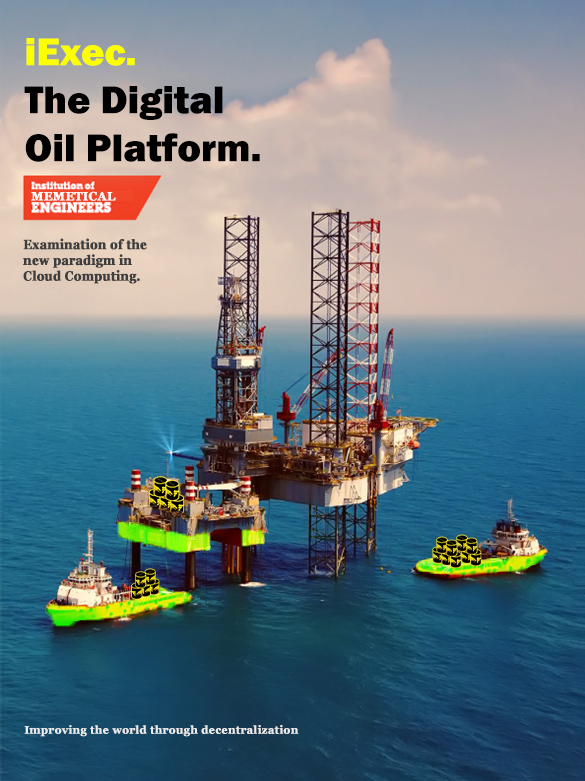 iExec.
The Digital
Oil Platform.
Institution of
MEMETICAL
ENGINEERS
Examination of the
new paradigm in
Cloud Computing.
Improving the world through decentralization